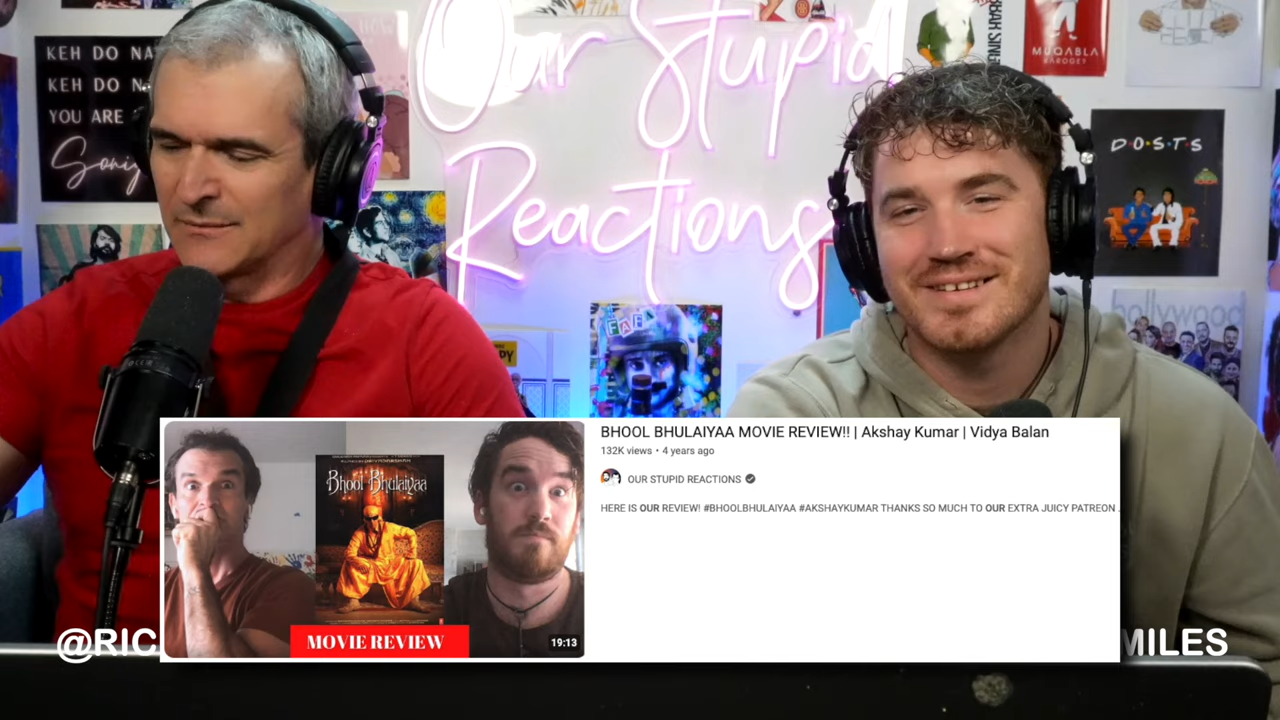 KEH DO NA
KEH DO N
YOU ARE
Our Stupid
Reactions
MUQABLA
D•O•S•T•S
FAFA
BHOOL BHULAIYAA MOVIE REVIEW!! | Akshay Kumar | Vidya Balan
132K views • 4 years ago
OUR STUPID REACTIONS
HERE IS OUR REVIEW! #BHOOLBHULAIYAA #AKSHAYKUMAR THANKS SO MUCH TO OUR EXTRA JUICY PATREON
Bhool Bhulaiyaa
MOVIE REVIEW
19:13
@RIC
MILES